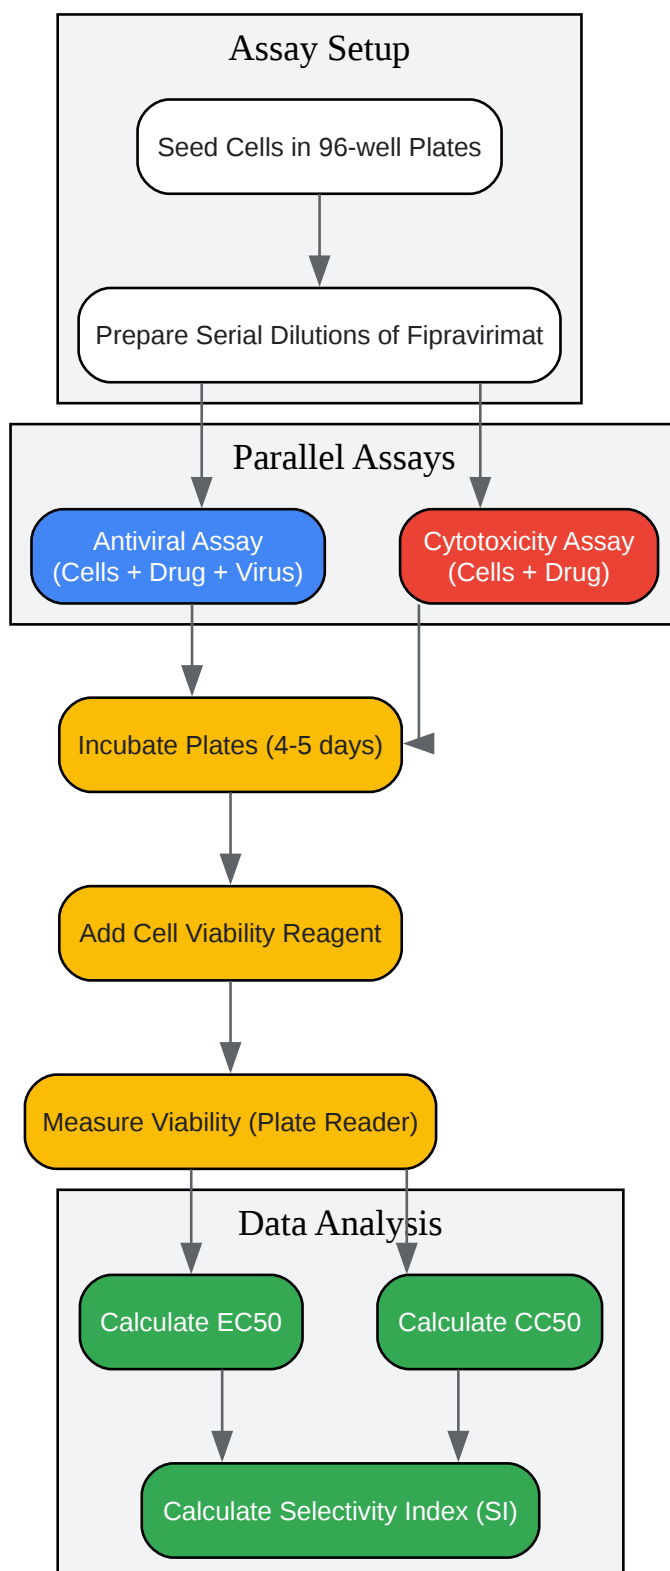 Assay Setup
Seed Cells in 96-well Plates
Prepare Serial Dilutions of Fipravirimat
Parallel Assays
Antiviral Assay
(Cells + Drug + Virus)
Cytotoxicity Assay
(Cells + Drug)
Incubate Plates (4-5 days)
Add Cell Viability Reagent
Measure Viability (Plate Reader)
Data Analysis
Calculate EC50
Calculate CC50
Calculate Selectivity Index (SI)